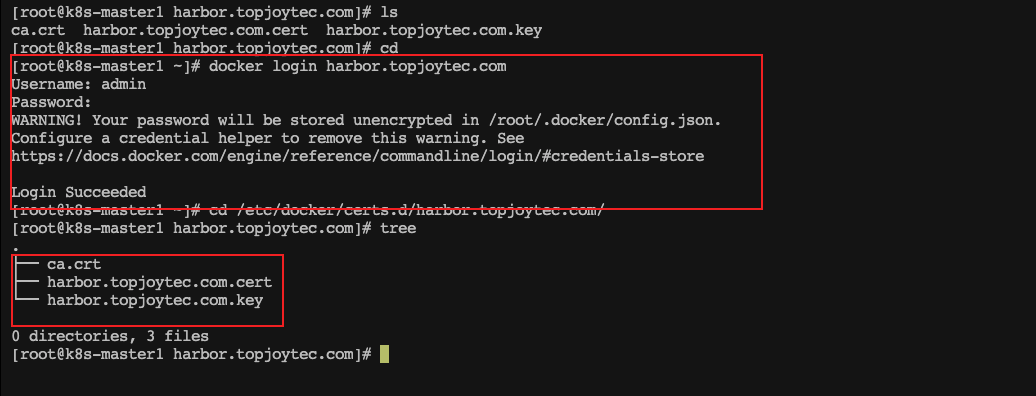 [root@k8s-master1 harbor.topjoytec.com]# ls
ca.crt  harbor.topjoytec.com.cert  harbor.topjoytec.com.key
[root@k8s-master1 harbor.topjoytec.com]# cd
[root@k8s-master1 ~]# docker login harbor.topjoytec.com
Username: admin
Password:
WARNING! Your password will be stored unencrypted in /root/.docker/config.json.
Configure a credential helper to remove this warning. See
https://docs.docker.com/engine/reference/commandline/login/#credentials-store
Login Succeeded
[root@k8s-master1 ~]# cd /etc/docker/certs.d/harbor.topjoytec.com/
[root@k8s-master1 harbor.topjoytec.com]# tree
.
├── ca.crt
├── harbor.topjoytec.com.cert
└── harbor.topjoytec.com.key
0 directories, 3 files
[root@k8s-master1 harbor.topjoytec.com]#